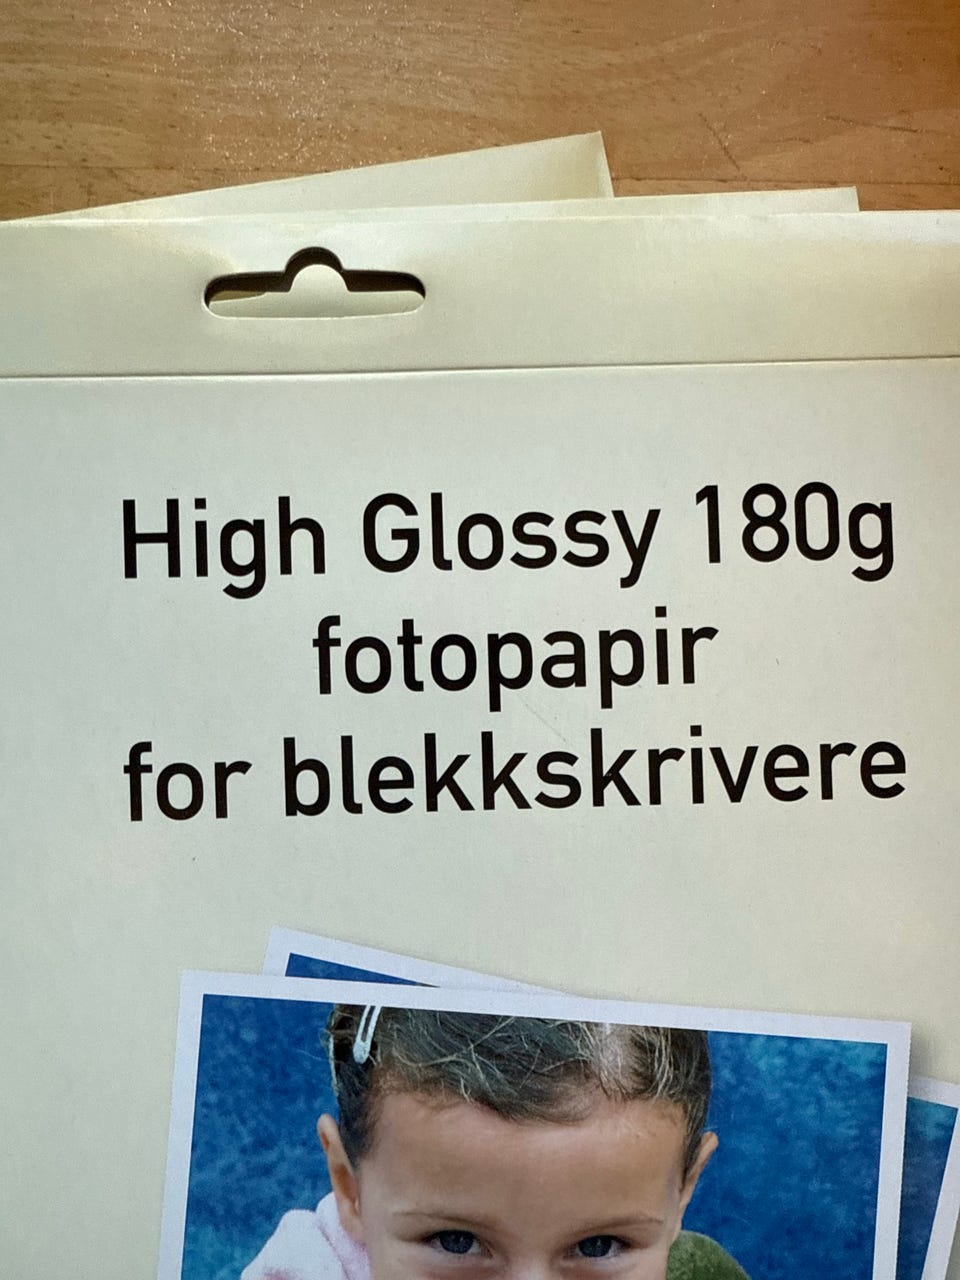 High Glossy 180g
fotopapir
for blekkskrivere